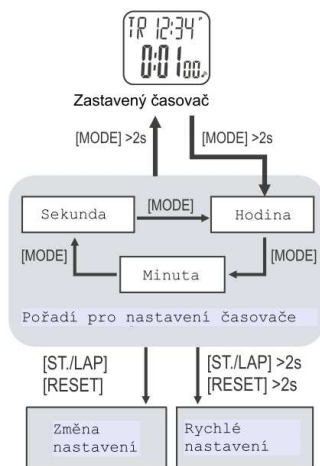 TR 12:34
0:01 00
Zastavený časovač
[MODE] >2s
[MODE] >2s
Sekunda
[MODE]
Hodina
[MODE]
[MODE]
Minuta
Pořadí pro nastavení časovače
[ST./LAP]
[RESET]
[ST./LAP] >2s
[RESET] >2s
Změna
nastavení
Rychlé
nastavení